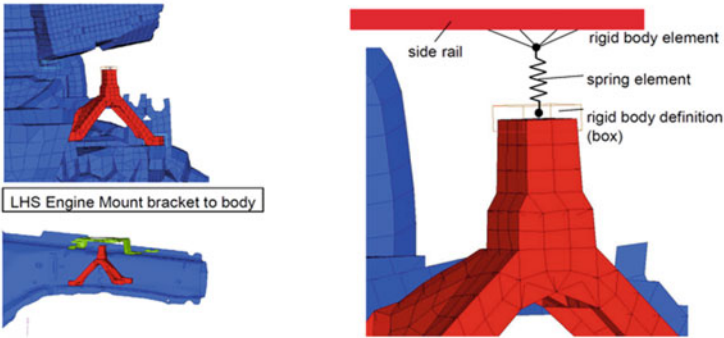 side rail
rigid body element
spring element
rigid body definition
(box)
LHS Engine Mount bracket to body